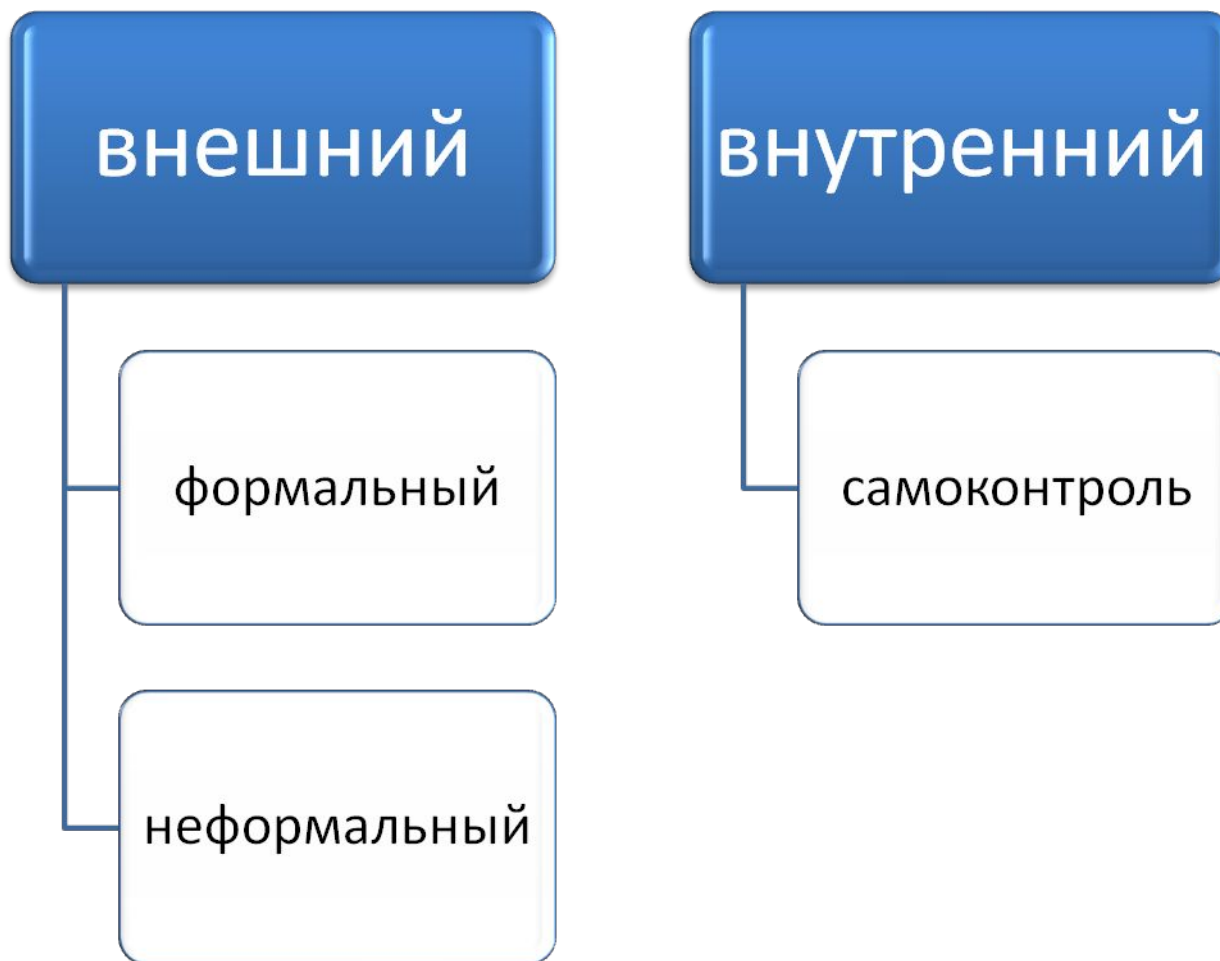 внешний
формальный
неформальный
внутренний
самоконтроль